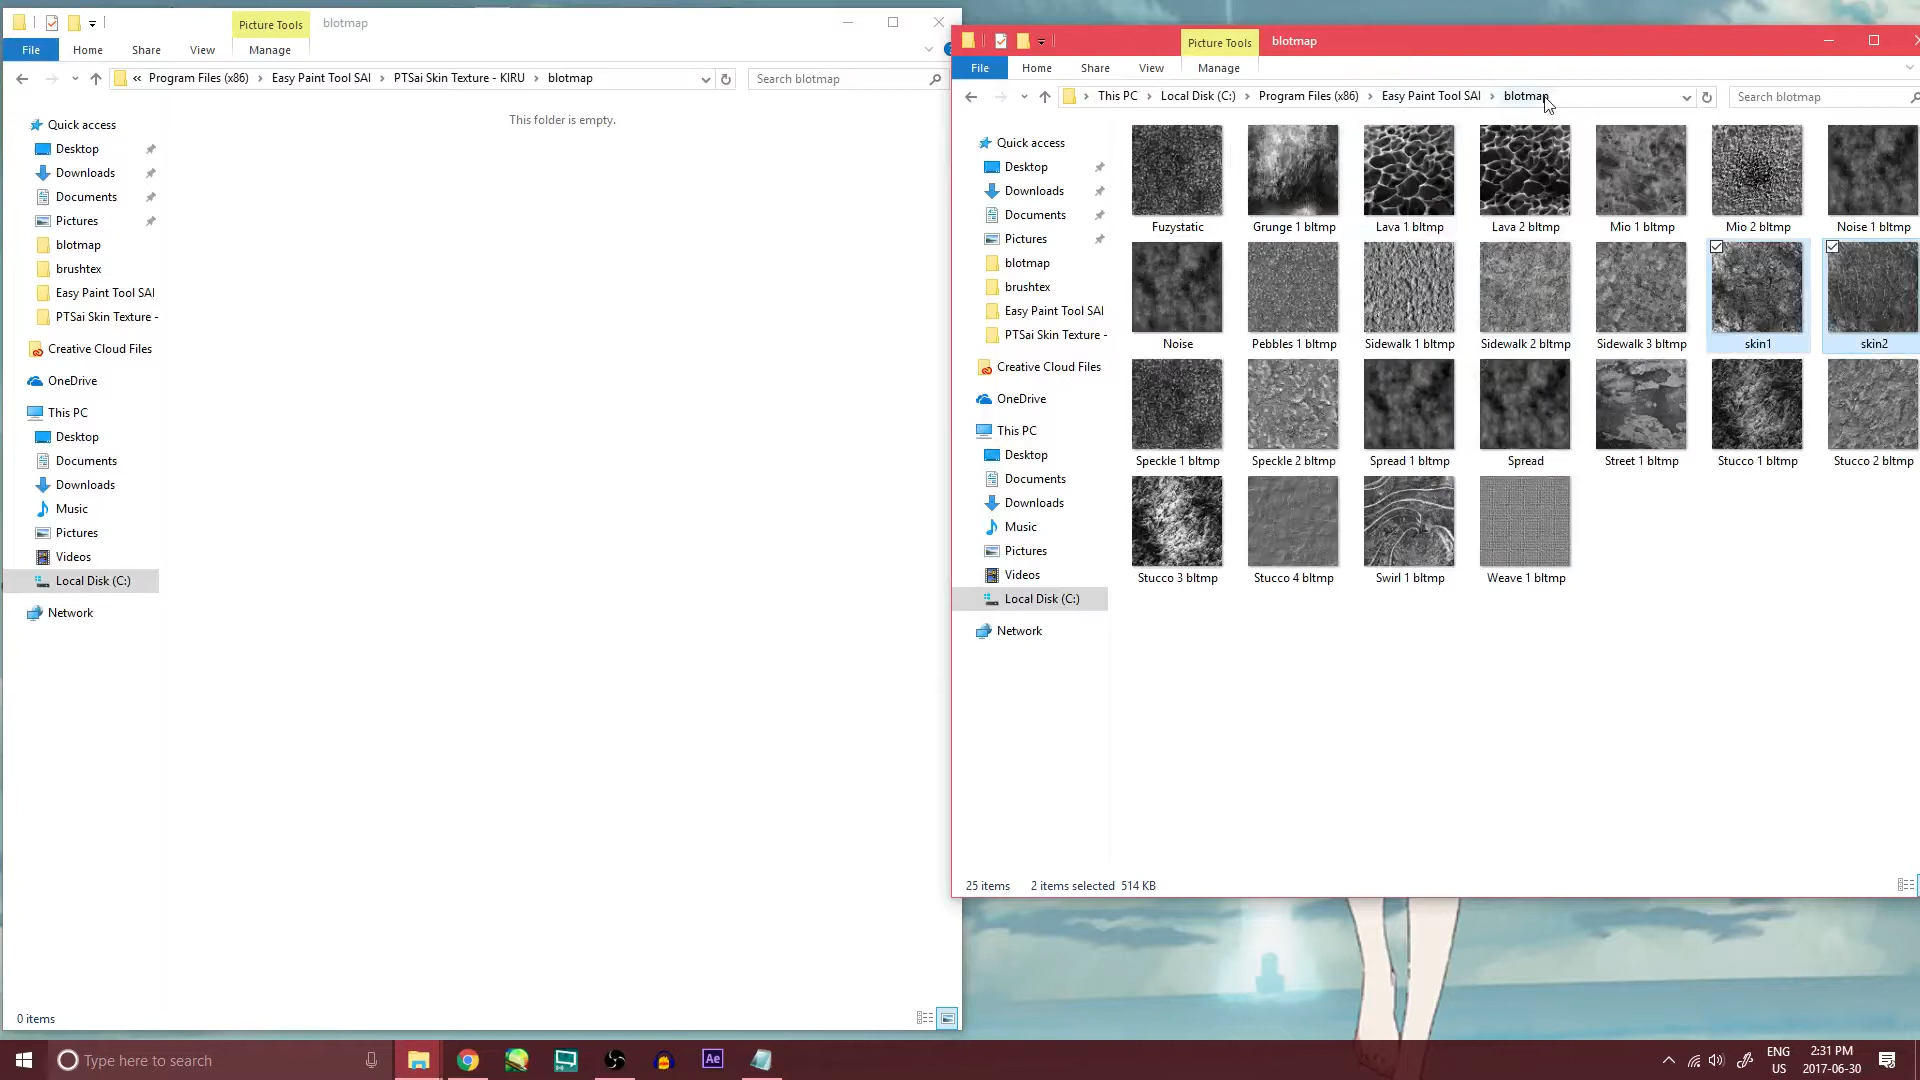 Picture Tools
blotmap
File
Home
Share
View
Manage
« Program Files (x86) › Easy Paint Tool SAI › PTSai Skin Texture - KIRU › blotmap
Search blotmap
This folder is empty.
Quick access
Desktop
Downloads
Documents
Pictures
blotmap
brushtex
Easy Paint Tool SAI
PTSai Skin Texture -
Creative Cloud Files
OneDrive
This PC
Desktop
Documents
Downloads
Music
Pictures
Videos
Local Disk (C:)
Network
0 items
Picture Tools
blotmap
File
Home
Share
View
Manage
› This PC › Local Disk (C:) › Program Files (x86) › Easy Paint Tool SAI › blotmap
Search blotmap
Quick access
Desktop
Downloads
Documents
Pictures
blotmap
brushtex
Easy Paint Tool SAI
PTSai Skin Texture -
Creative Cloud Files
OneDrive
This PC
Desktop
Documents
Downloads
Music
Pictures
Videos
Local Disk (C:)
Network
Fuzystatic
Grunge 1 bltmp
Lava 1 bltmp
Lava 2 bltmp
Mio 1 bltmp
Mio 2 bltmp
Noise 1 bltmp
Noise
Pebbles 1 bltmp
Sidewalk 1 bltmp
Sidewalk 2 bltmp
Sidewalk 3 bltmp
skin1
skin2
Speckle 1 bltmp
Speckle 2 bltmp
Spread 1 bltmp
Spread
Street 1 bltmp
Stucco 1 bltmp
Stucco 2 bltmp
Stucco 3 bltmp
Stucco 4 bltmp
Swirl 1 bltmp
Weave 1 bltmp
25 items
2 items selected 514 KB
Type here to search
Ae
ENG
US
2:31 PM
2017-06-30